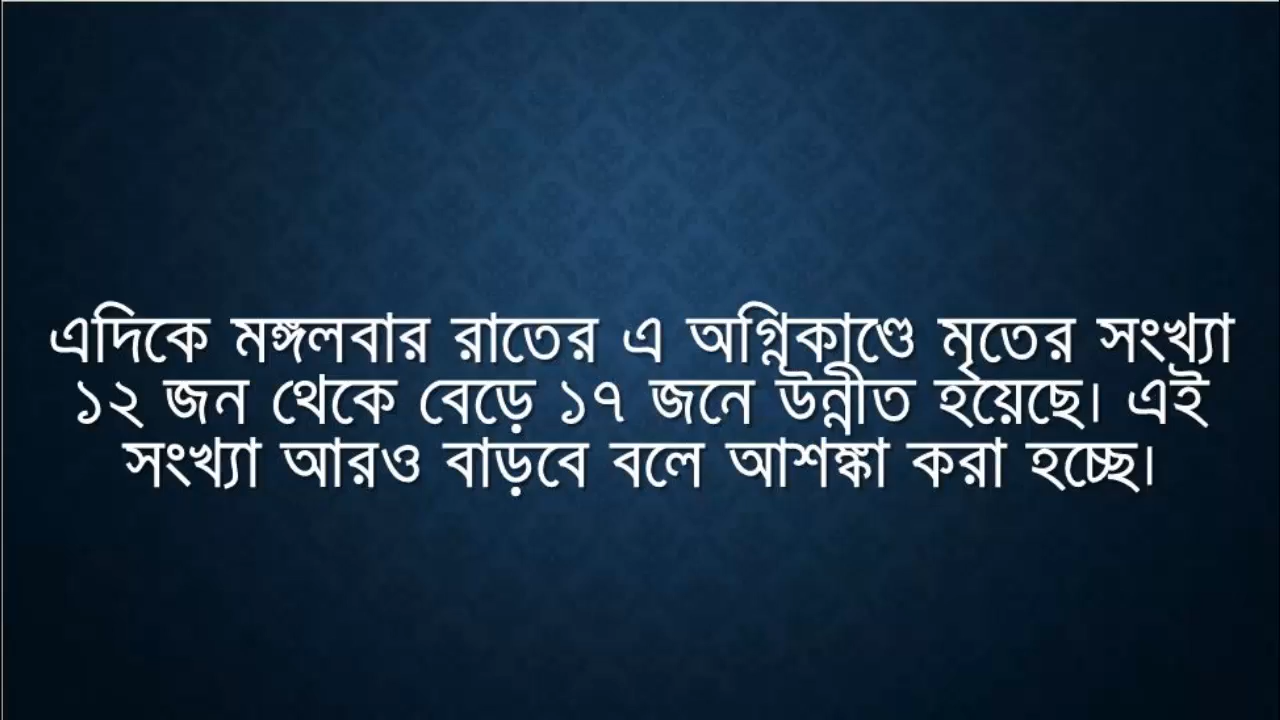 এদিকে মঙ্গলবার রাতের এ অগ্নিকাণ্ডে মৃতের সংখ্যা
১২ জন থেকে বেড়ে ১৭ জনে উন্নীত হয়েছে। এই
সংখ্যা আরও বাড়বে বলে আশঙ্কা করা হচ্ছে।